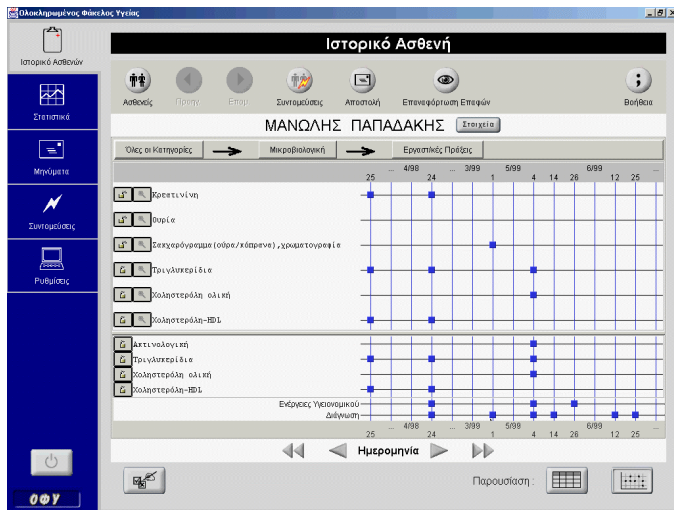 Ολοκληρωμένος Φάκελος Υγείας
Ιστορικό Ασθενών
Στατιστικά
Μηνύματα
Συντομεύσεις
Ρυθμίσεις
ΟΦΥ
Ιστορικό Ασθενή
Ασθενείς Προηγ. Επομ. Συντομεύσεις Αποστολή Επαναφόρτωση Επαφών Βοήθεια
ΜΑΝΩΛΗΣ ΠΑΠΑΔΑΚΗΣ Στοιχεία
Όλες οι Κατηγορίες Μικροβιολογική Εργαστ/κές Πράξεις
... 4/98 ... 3/99 5/99 6/99 ...
25 24 1 4 14 26 12 25
Κρεατινίνη
Ουρία
Σακχαρόγραμμα(ούρα/κόπρανα),χρωματογραφία
Τριγλυκερίδια
Χοληστερόλη ολική
Χοληστερόλη-HDL
Ακτινολογική
Τριγλυκερίδια
Χοληστερόλη ολική
Χοληστερόλη-HDL
Ενέργειες Υγειονομικού
Διάγνωση
... 4/98 ... 3/99 5/99 6/99 ...
25 24 1 4 14 26 12 25
Ημερομηνία
Παρουσίαση :